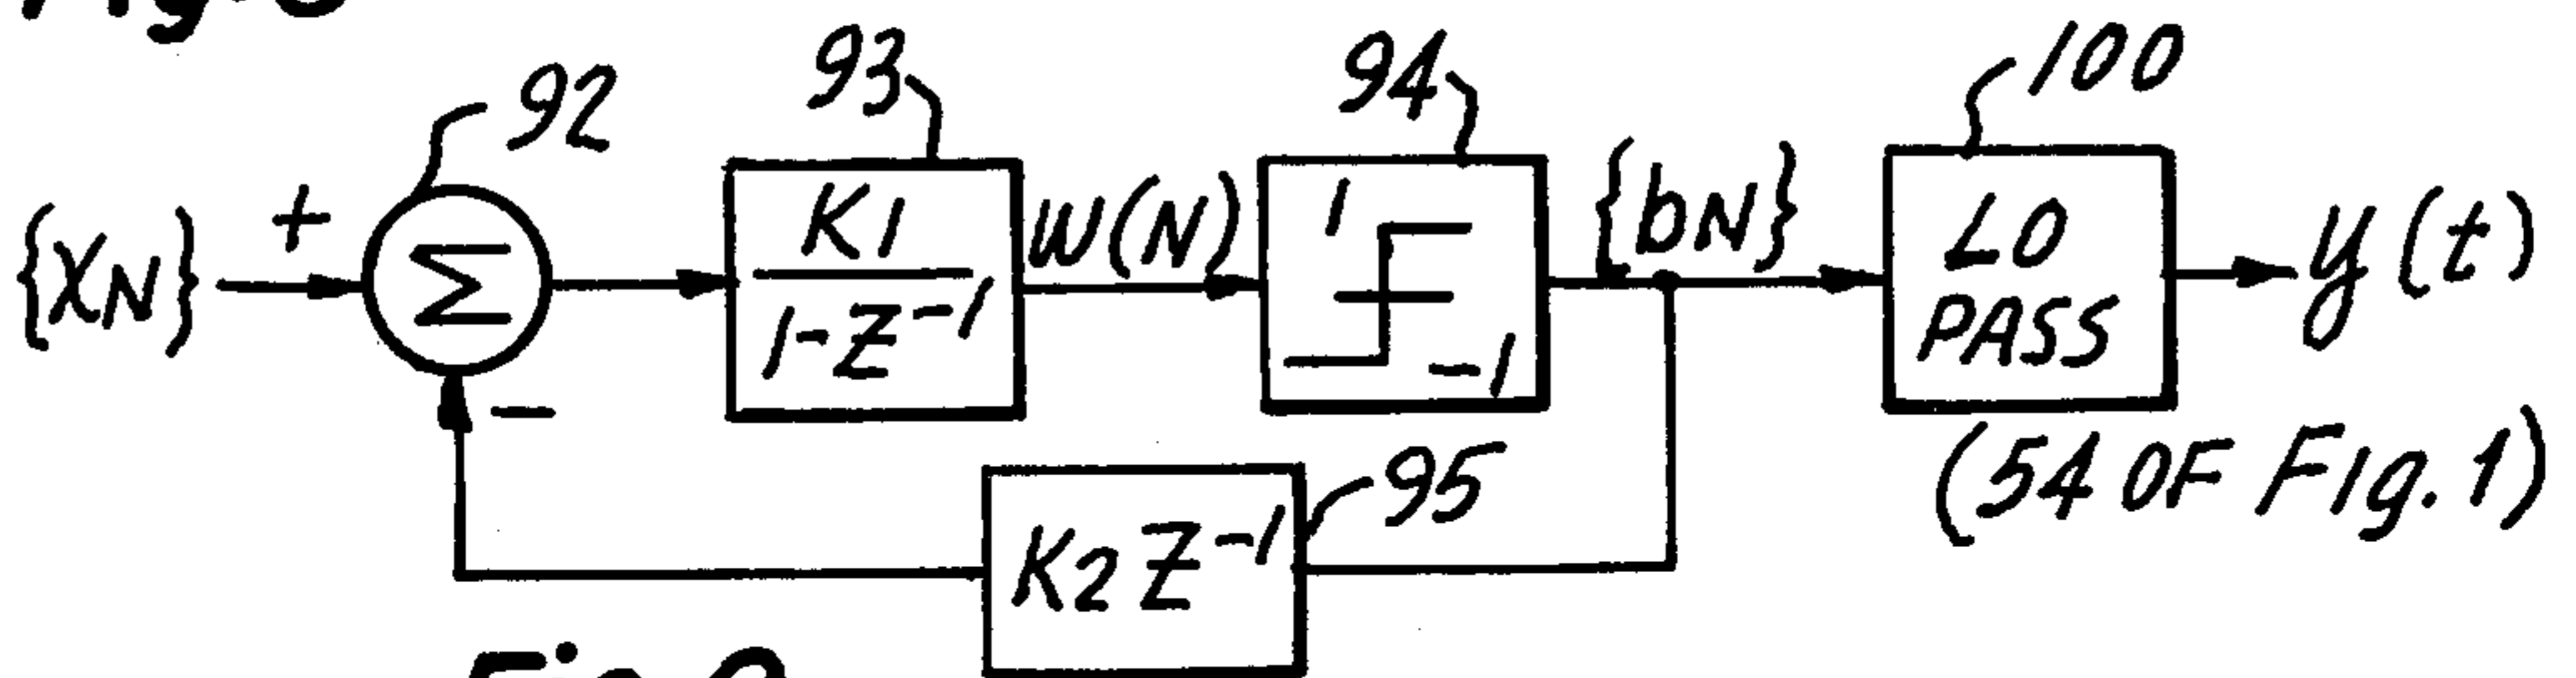 92
93
94
100
{XN}
+
Σ
K1
1-Z⁻¹
W(N)
1
-1
{bN}
LO
PASS
y(t)
(54 OF Fig. 1)
-
K2 Z⁻¹
95